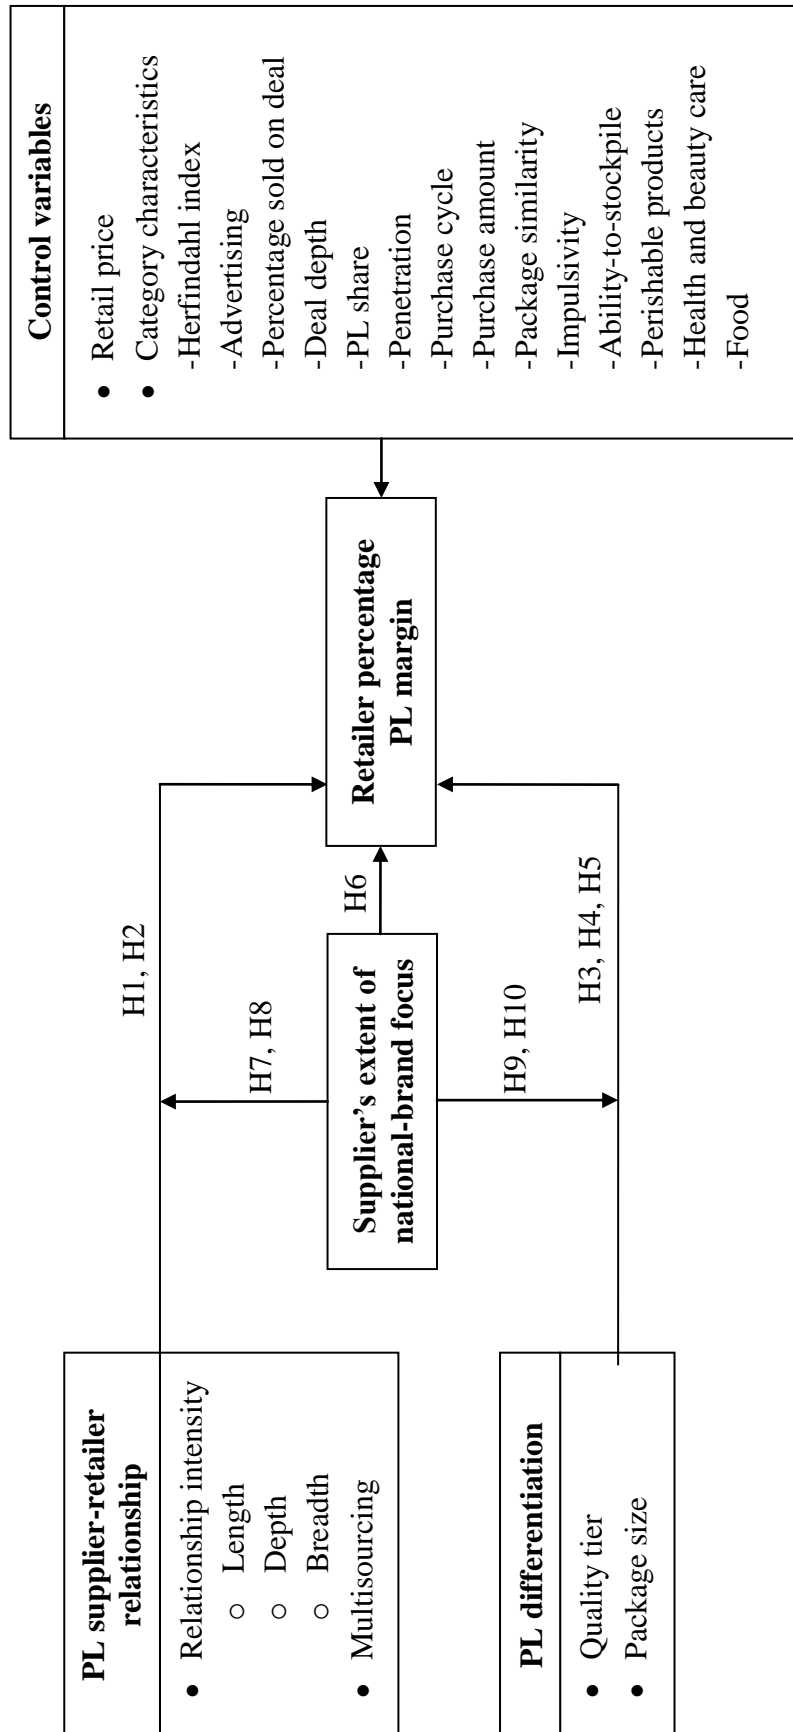 PL supplier-retailer
relationship
● Relationship intensity
○ Length
○ Depth
○ Breadth
● Multisourcing
PL differentiation
● Quality tier
● Package size
H1, H2
H7, H8
Supplier’s extent of
national-brand focus
H6
H9, H10
H3, H4, H5
Retailer percentage
PL margin
Control variables
● Retail price
● Category characteristics
-Herfindahl index
-Advertising
-Percentage sold on deal
-Deal depth
-PL share
-Penetration
-Purchase cycle
-Purchase amount
-Package similarity
-Impulsivity
-Ability-to-stockpile
-Perishable products
-Health and beauty care
-Food